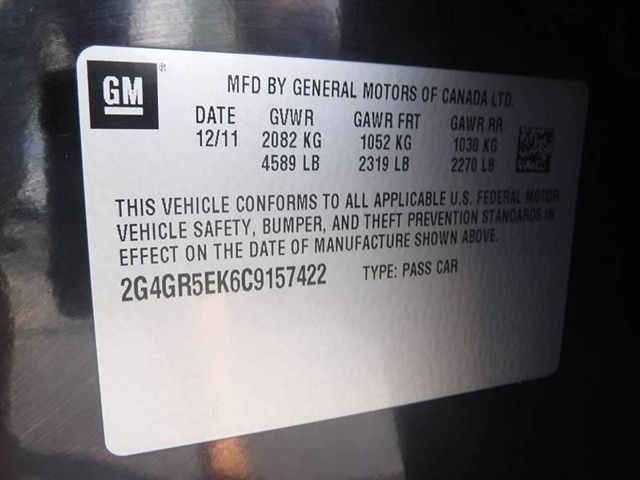 GM ®
MFD BY GENERAL MOTORS OF CANADA LTD.
DATE GVWR GAWR FRT GAWR RR
12/11 2082 KG 1052 KG 1030 KG
4589 LB 2319 LB 2270 LB
THIS VEHICLE CONFORMS TO ALL APPLICABLE U.S. FEDERAL MOTOR
VEHICLE SAFETY, BUMPER, AND THEFT PREVENTION STANDARDS IN
EFFECT ON THE DATE OF MANUFACTURE SHOWN ABOVE.
2G4GR5EK6C9157422 TYPE: PASS CAR